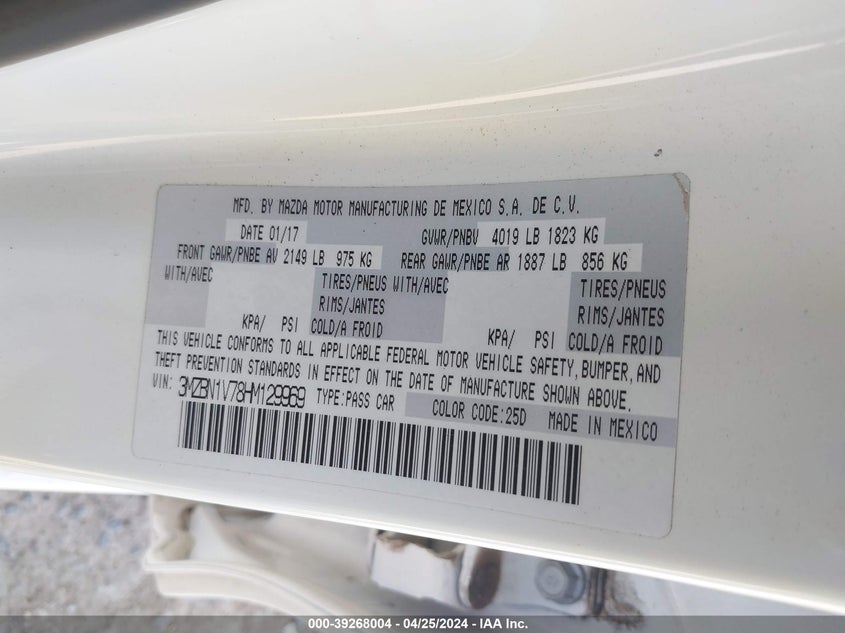 MFD. BY MAZDA MOTOR MANUFACTURING DE MEXICO S.A. DE C.V.
DATE 01/17 GVWR/PNBV 4019 LB 1823 KG
FRONT GAWR/PNBE AV 2149 LB 975 KG REAR GAWR/PNBE AR 1887 LB 856 KG
WITH/AVEC TIRES/PNEUS WITH/AVEC TIRES/PNEUS
RIMS/JANTES RIMS/JANTES
KPA/ PSI COLD/A FROID KPA/ PSI COLD/A FROID
THIS VEHICLE CONFORMS TO ALL APPLICABLE FEDERAL MOTOR VEHICLE SAFETY, BUMPER, AND
THEFT PREVENTION STANDARDS IN EFFECT ON THE DATE OF MANUFACTURE SHOWN ABOVE.
VIN: 3MZBN1V78HM129969 TYPE:PASS CAR COLOR CODE:25D MADE IN MEXICO
000-39268004 - 04/25/2024 - IAA Inc.